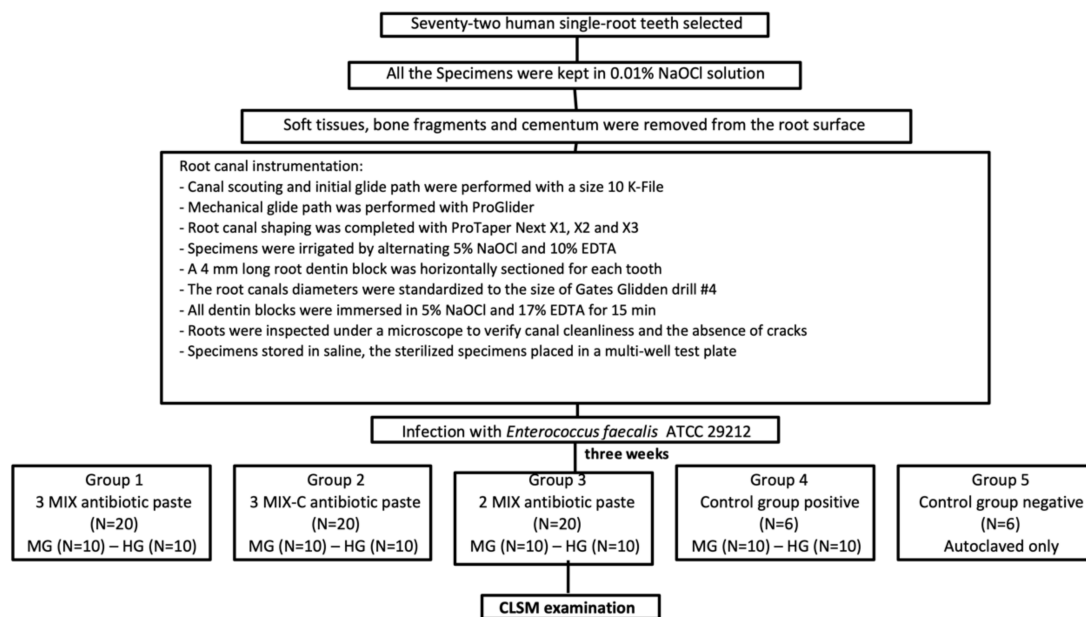 Seventy-two human single-root teeth selected
All the Specimens were kept in 0.01% NaOCl solution
Soft tissues, bone fragments and cementum were removed from the root surface
Root canal instrumentation:
- Canal scouting and initial glide path were performed with a size 10 K-File
- Mechanical glide path was performed with ProGlider
- Root canal shaping was completed with ProTaper Next X1, X2 and X3
- Specimens were irrigated by alternating 5% NaOCl and 10% EDTA
- A 4 mm long root dentin block was horizontally sectioned for each tooth
- The root canals diameters were standardized to the size of Gates Glidden drill #4
- All dentin blocks were immersed in 5% NaOCl and 17% EDTA for 15 min
- Roots were inspected under a microscope to verify canal cleanliness and the absence of cracks
- Specimens stored in saline, the sterilized specimens placed in a multi-well test plate
Infection with Enterococcus faecalis ATCC 29212
three weeks
Group 1
3 MIX antibiotic paste
(N=20)
MG (N=10) – HG (N=10)
Group 2
3 MIX-C antibiotic paste
(N=20)
MG (N=10) – HG (N=10)
Group 3
2 MIX antibiotic paste
(N=20)
MG (N=10) – HG (N=10)
Group 4
Control group positive
(N=6)
MG (N=10) – HG (N=10)
Group 5
Control group negative
(N=6)
Autoclaved only
CLSM examination